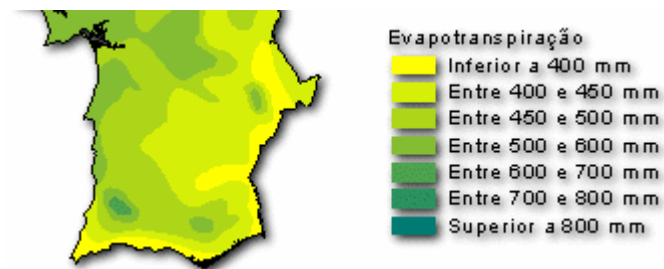 Evapotranspiração
Inferior a 400 mm
Entre 400 e 450 mm
Entre 450 e 500 mm
Entre 500 e 600 mm
Entre 600 e 700 mm
Entre 700 e 800 mm
Superior a 800 mm